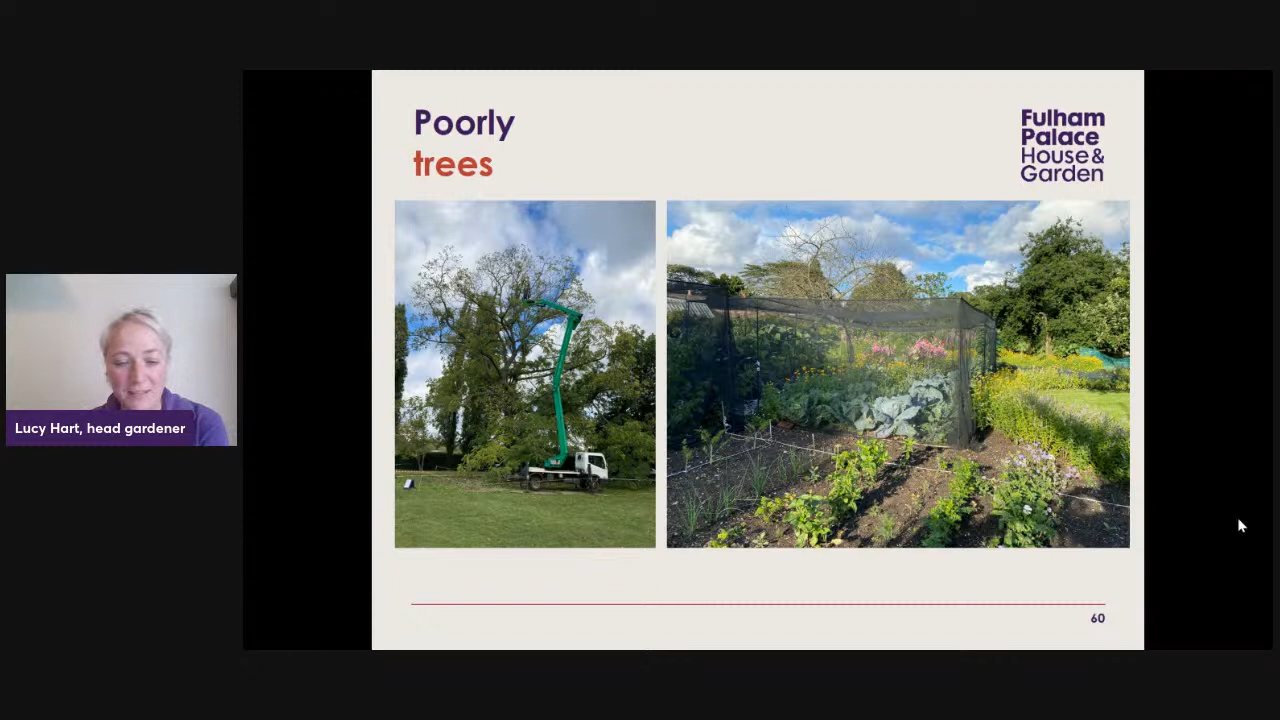 Poorly
trees
Fulham
Palace
House &
Garden
Lucy Hart, head gardener
60